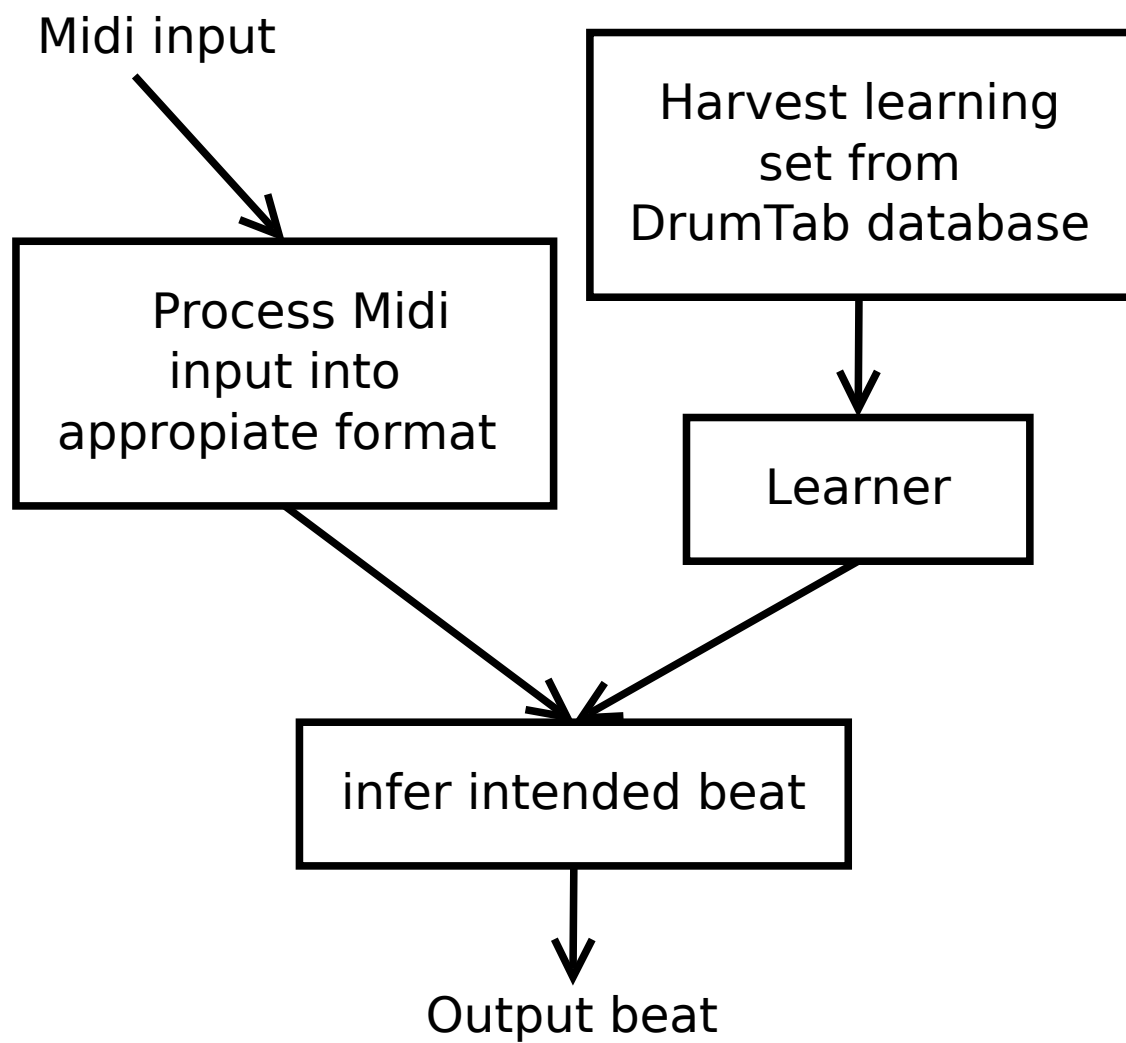 Midi input
Harvest learning
set from
DrumTab database
Process Midi
input into
appropiate format
Learner
infer intended beat
Output beat